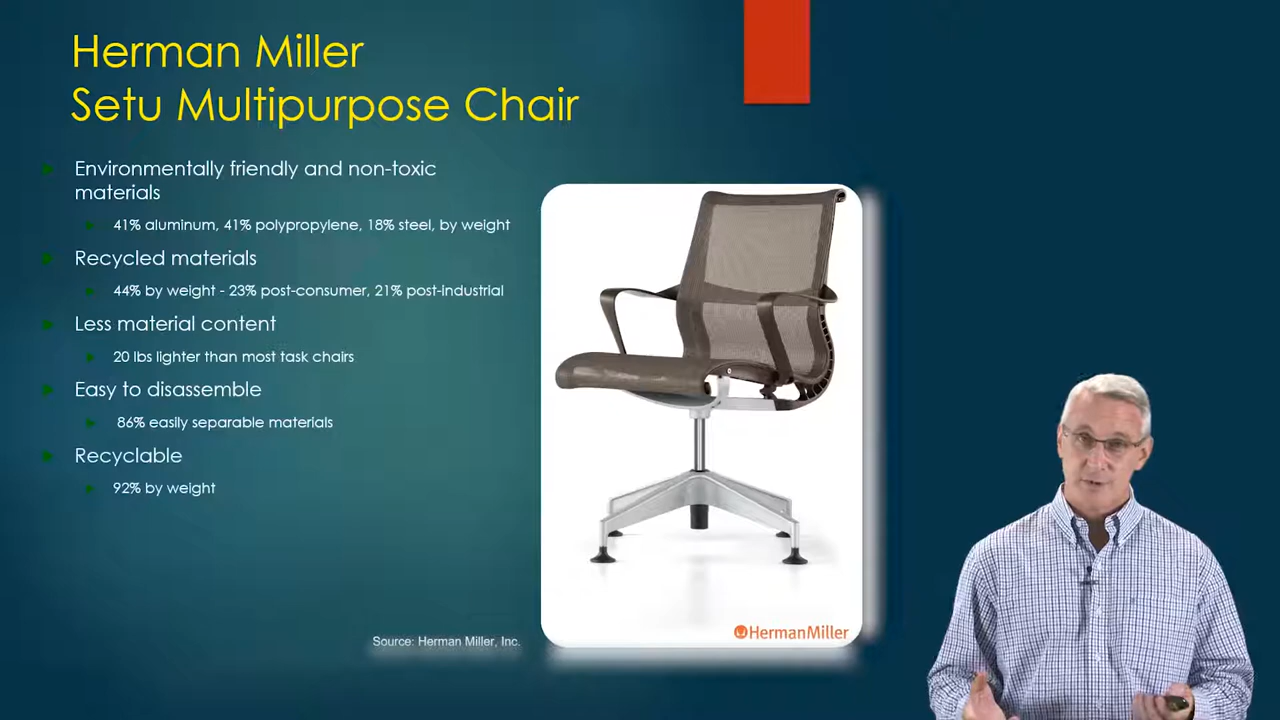 Herman Miller
Setu Multipurpose Chair
Environmentally friendly and non-toxic
materials
41% aluminum, 41% polypropylene, 18% steel, by weight
Recycled materials
44% by weight - 23% post-consumer, 21% post-industrial
Less material content
20 lbs lighter than most task chairs
Easy to disassemble
86% easily separable materials
Recyclable
92% by weight
HermanMiller
Source: Herman Miller, Inc.